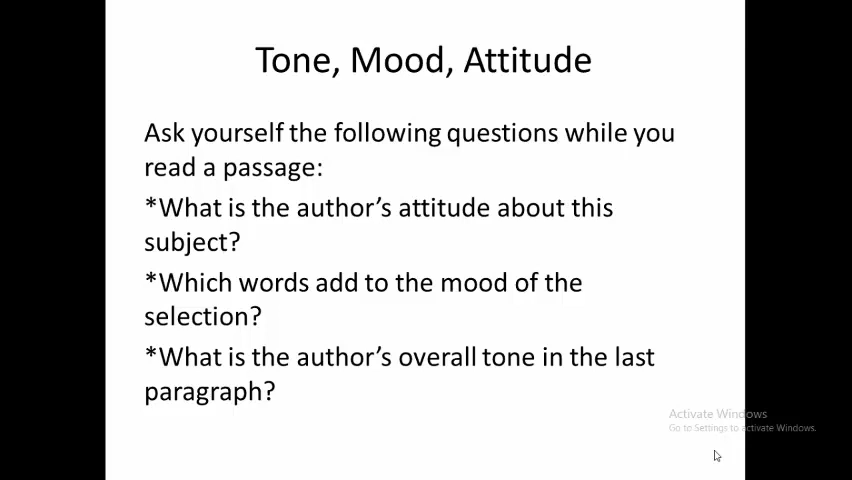 Tone, Mood, Attitude
Ask yourself the following questions while you
read a passage:
*What is the author’s attitude about this
subject?
*Which words add to the mood of the
selection?
*What is the author’s overall tone in the last
paragraph?
Activate Windows
Go to Settings to activate Windows.